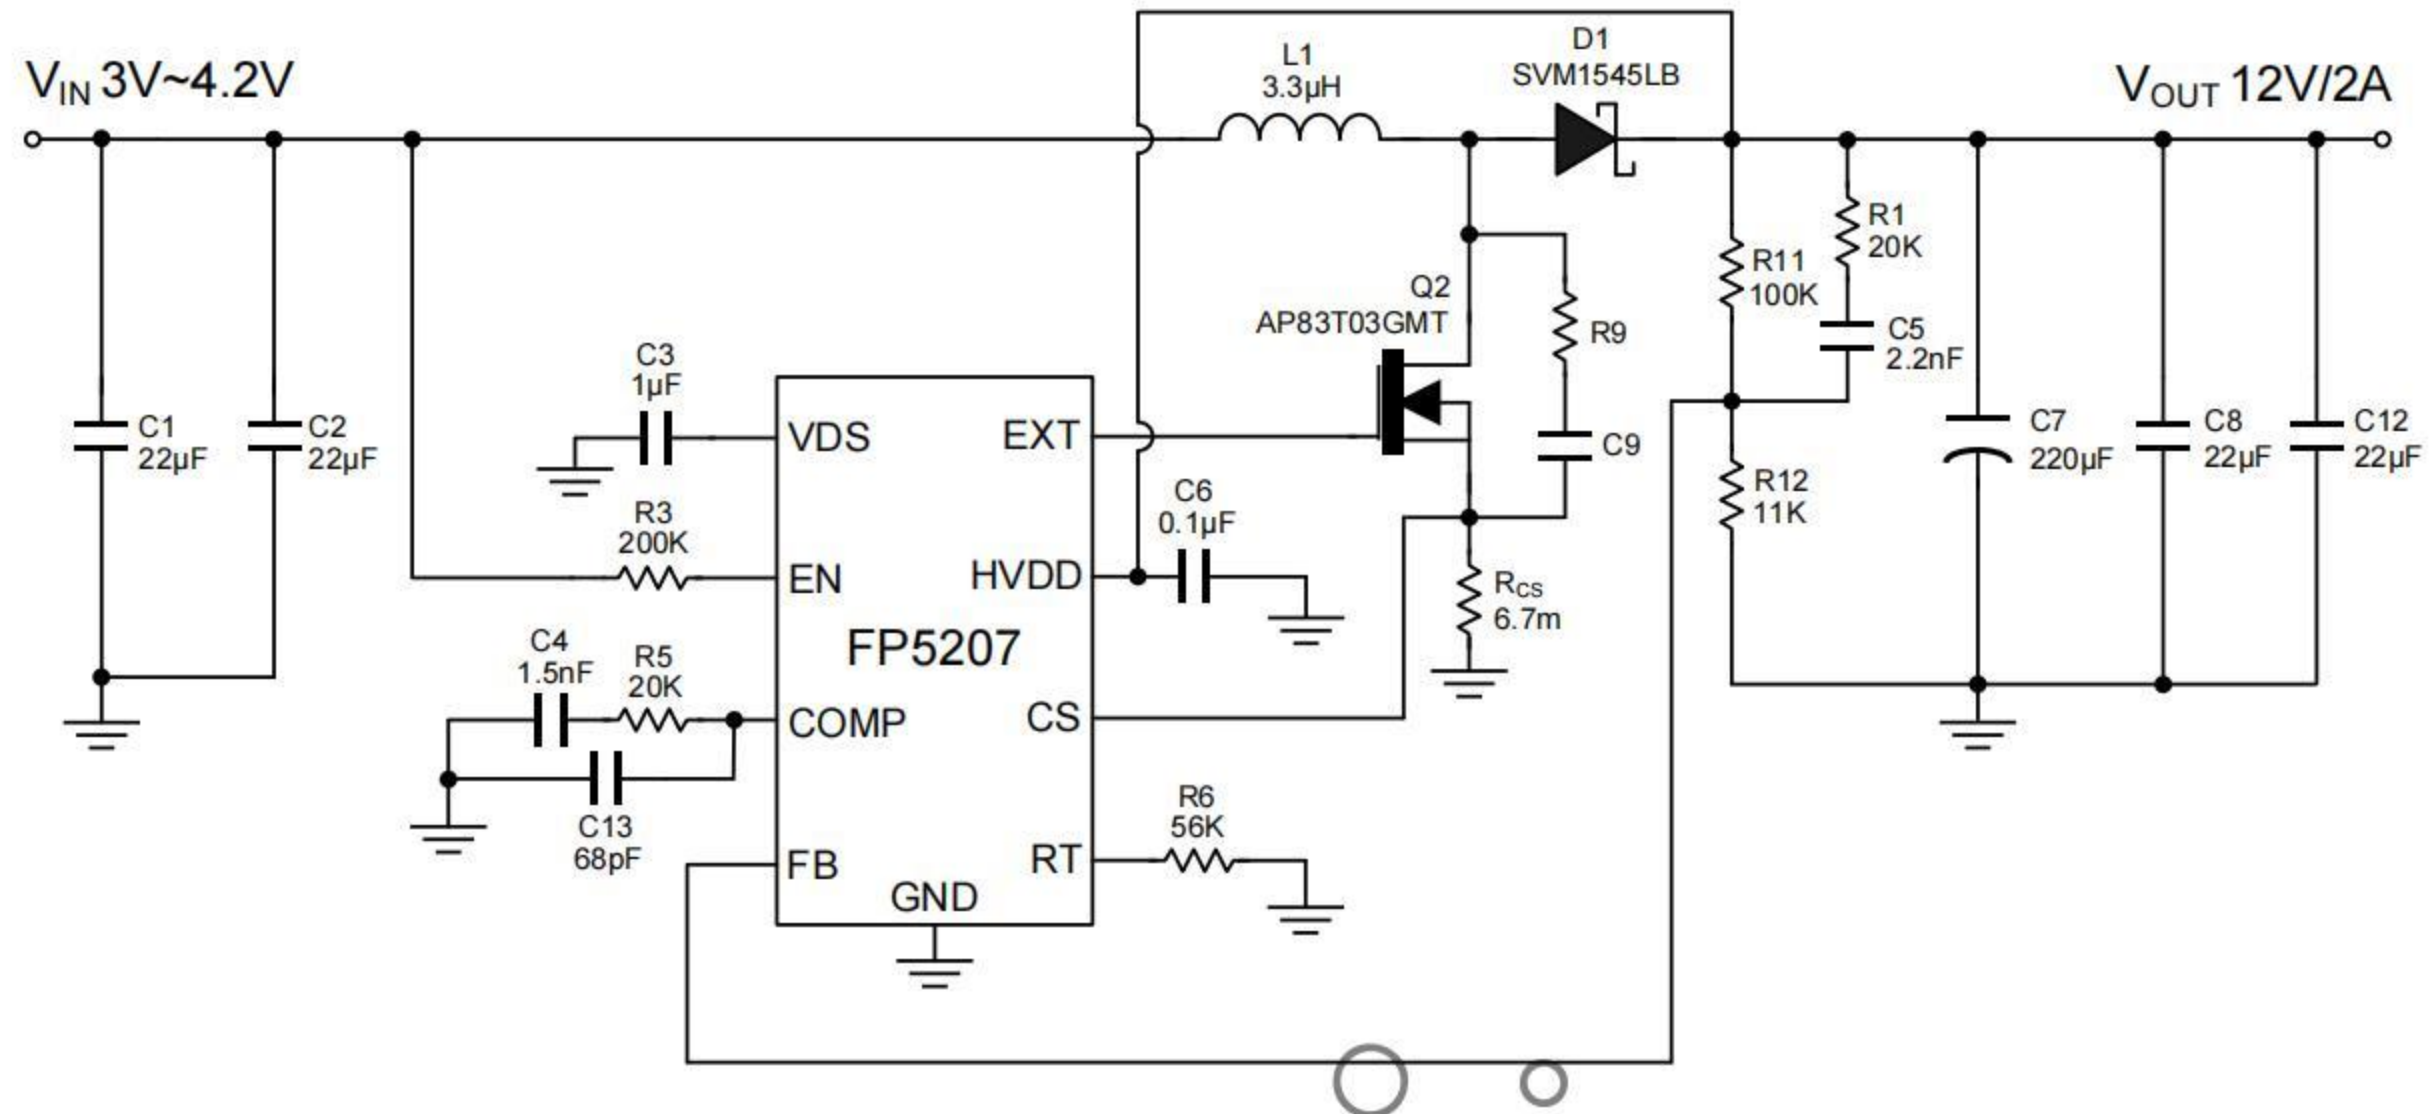 V_IN 3V~4.2V
L1
3.3µH
D1
SVM1545LB
V_OUT 12V/2A
R1
20K
R11
100K
Q2
AP83T03GMT
R9
C5
2.2nF
C3
1µF
C1
22µF
C2
22µF
VDS
EXT
C9
C7
220µF
C8
22µF
C12
22µF
R12
11K
C6
0.1µF
R3
200K
EN
HVDD
R_CS
6.7m
FP5207
C4
1.5nF
R5
20K
COMP
CS
C13
68pF
R6
56K
FB
RT
GND